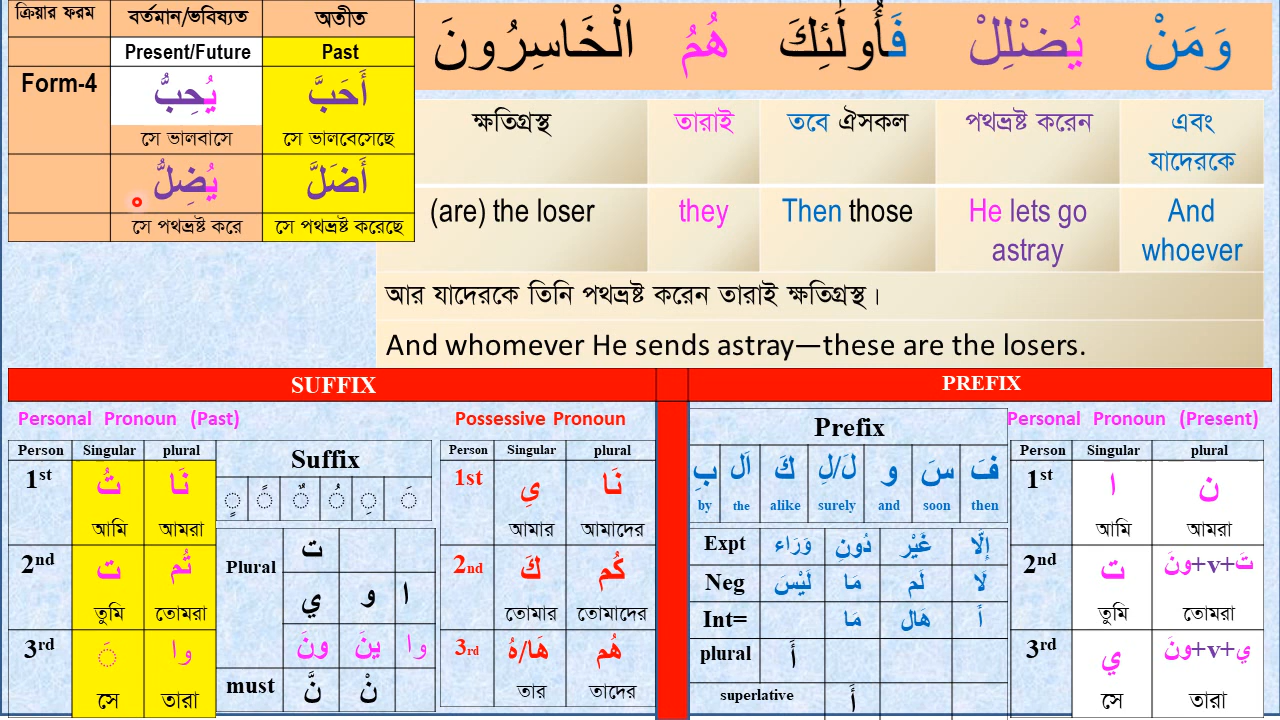 ক্রিয়ার ফরম বর্তমান/ভবিষ্যত অতীত
Present/Future Past
Form-4 يُحِبُّ أَحَبَّ
সে ভালবাসে সে ভালবেসেছে
يُضِلُّ أَضَلَّ
সে পথভ্রষ্ট করে সে পথভ্রষ্ট করেছে
وَمَنْ يُضْلِلْ فَأُولَٰئِكَ هُمُ الْخَاسِرُونَ
ক্ষতিগ্রস্থ তারাই তবে ঐসকল পথভ্রষ্ট করেন এবং
যাদেরকে
(are) the loser they Then those He lets go And
astray whoever
আর যাদেরকে তিনি পথভ্রষ্ট করেন তারাই ক্ষতিগ্রস্থ।
And whomever He sends astray—these are the losers.
SUFFIX PREFIX
Personal Pronoun (Past)
Person Singular plural
1st تُ نَا
আমি আমরা
2nd ت تُم
তুমি তোমরা
3rd َ وا
সে তারা
Suffix
َ ِ ُ ٌ ً ٍ
Plural ت
ي و ا
ونَ ينَ وا
must نَّ نْ
Possessive Pronoun
Person Singular plural
1st ىِ نَا
আমার আমাদের
2nd كَ كُم
তোমার তোমাদের
3rd هَا/هُ هُم
তার তাদের
Prefix
بِ اَل كَ لَ/لِ و سَ فَ
by the alike surely and soon then
Expt وَرَاء دُونِ غَيْر إِلَّا
Neg لَيْسَ مَا لَم لَا
Int= مَا هَال أَ
plural أَ
superlative أَ
Personal Pronoun (Present)
Person Singular plural
1st ا ن
আমি আমরা
2nd ت تَ+v+ونَ
তুমি তোমরা
3rd ي ي+v+ونَ
সে তারা